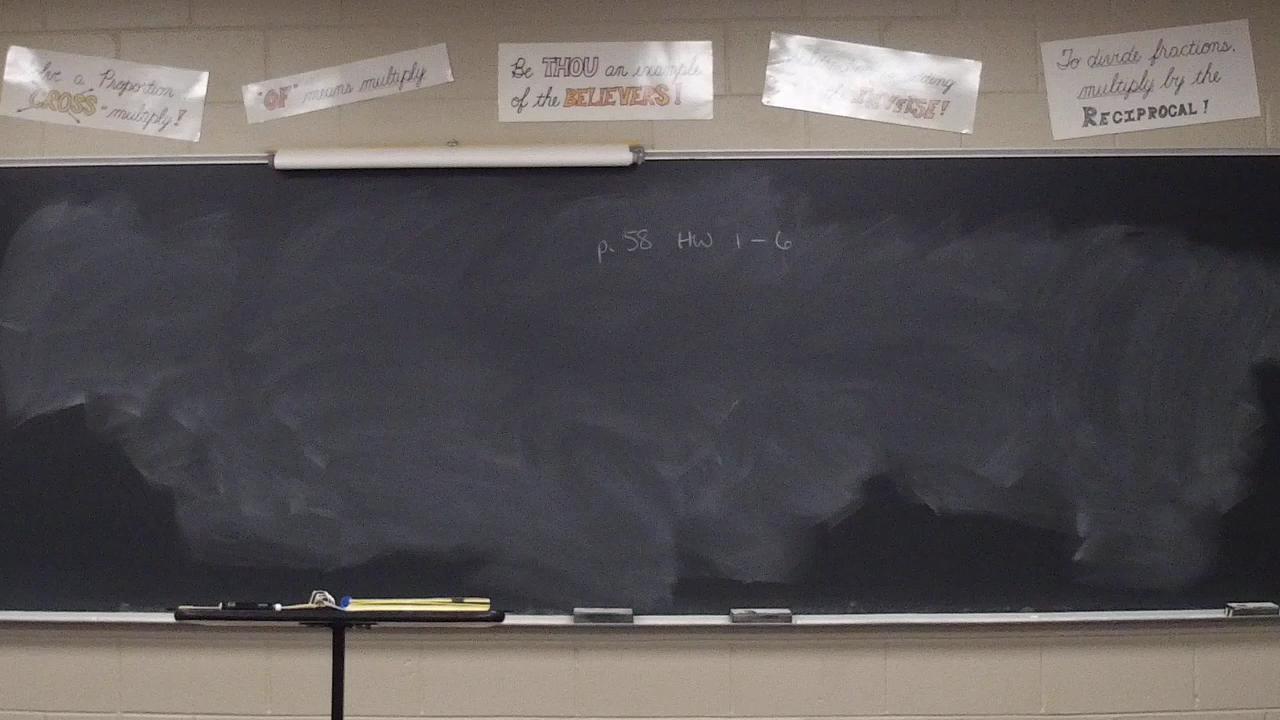 a Proportion,
"CROSS" multiply!
"OF" means multiply
Be THOU an example
of the BELIEVERS!
INVERSE!
To divide fractions,
multiply by the
RECIPROCAL!
p. 58 HW 1-6